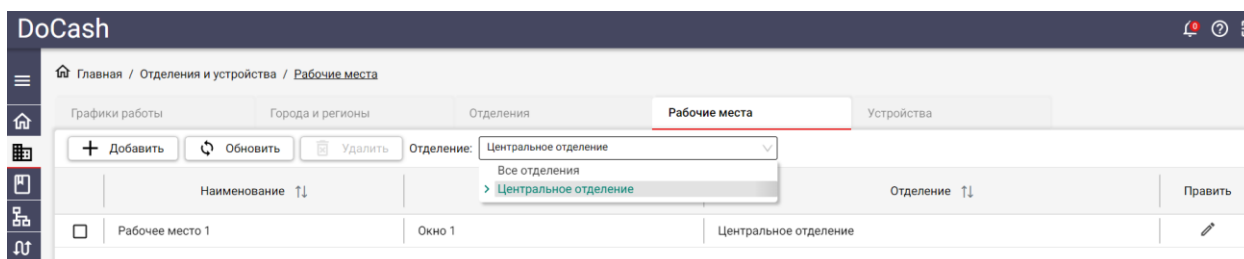 DoCash
0
Главная / Отделения и устройства / Рабочие места
Графики работы Города и регионы Отделения Рабочие места Устройства
Добавить Обновить Удалить Отделение: Центральное отделение
Все отделения
Центральное отделение
Наименование Отделение Править
Рабочее место 1 Окно 1 Центральное отделение